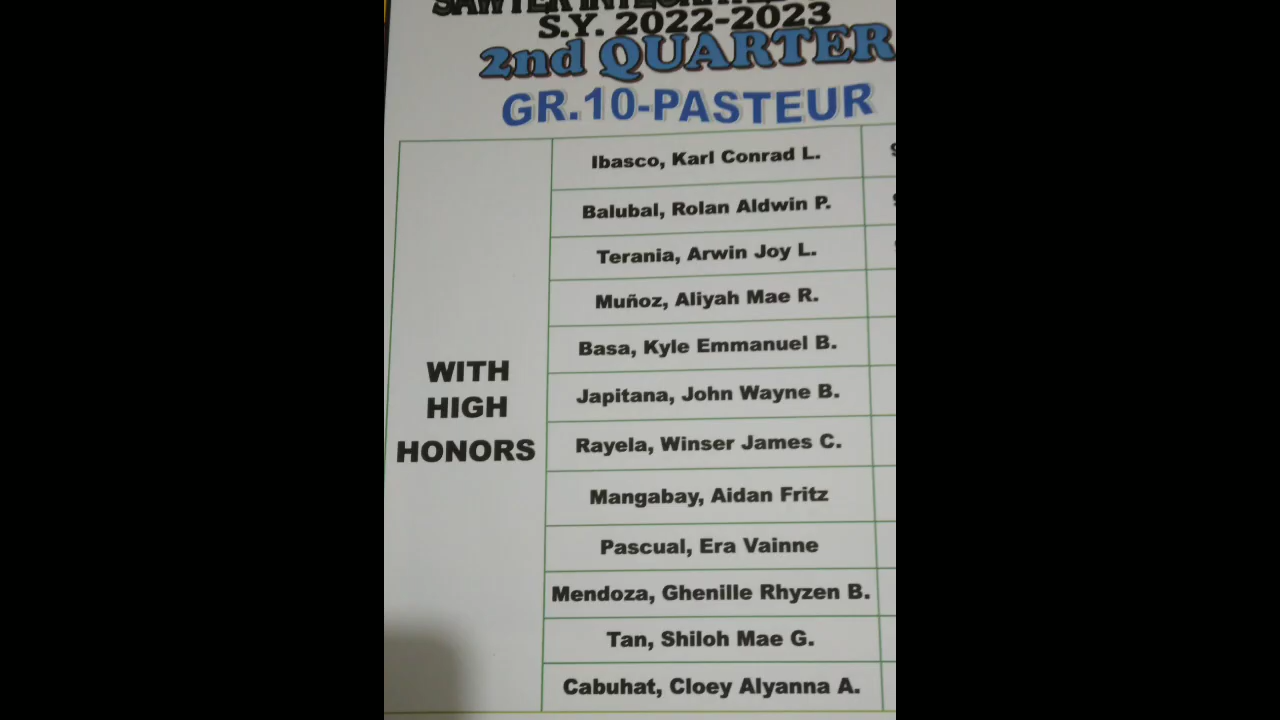 S.Y. 2022-2023
2nd QUARTER
GR.10-PASTEUR
Ibasco, Karl Conrad L.
Balubal, Rolan Aldwin P.
Terania, Arwin Joy L.
Muñoz, Aliyah Mae R.
Basa, Kyle Emmanuel B.
WITH
HIGH
HONORS
Japitana, John Wayne B.
Rayela, Winser James C.
Mangabay, Aidan Fritz
Pascual, Era Vainne
Mendoza, Ghenille Rhyzen B.
Tan, Shiloh Mae G.
Cabuhat, Cloey Alyanna A.